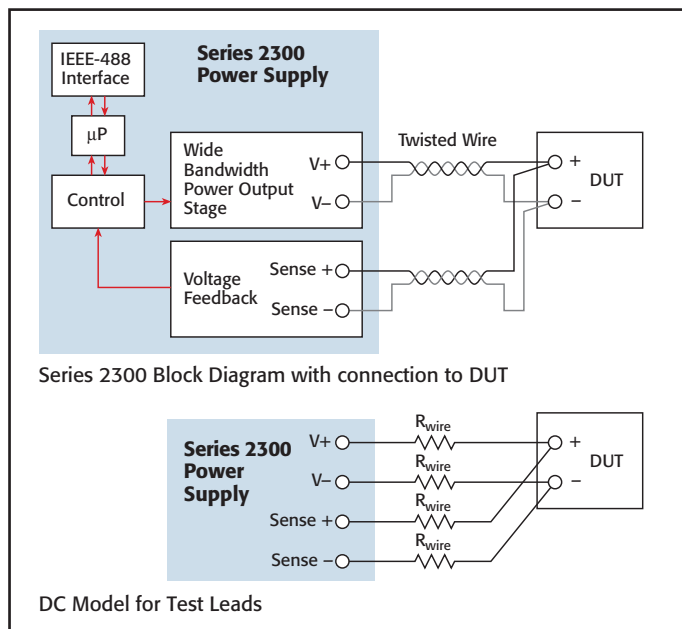 IEEE-488
Interface
Series 2300
Power Supply
µP
Control
Wide
Bandwidth
Power Output
Stage
V+
V–
Twisted Wire
+
–
DUT
Voltage
Feedback
Sense +
Sense –
Series 2300 Block Diagram with connection to DUT
Series 2300
Power
Supply
V+
V–
Sense +
Sense –
Rwire
Rwire
Rwire
Rwire
+
–
DUT
DC Model for Test Leads